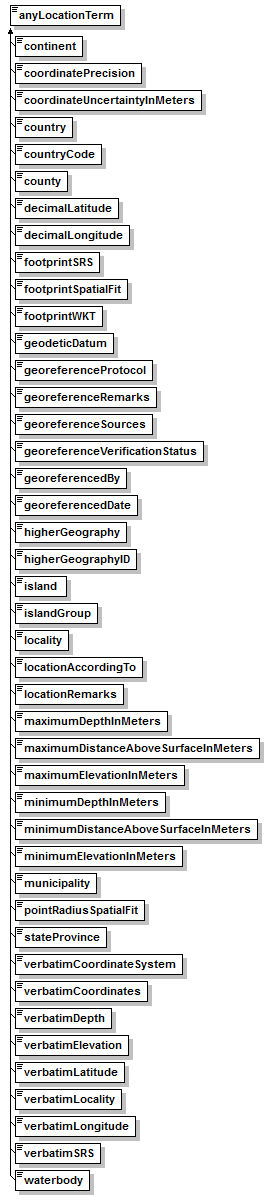 anyLocationTerm
continent
coordinatePrecision
coordinateUncertaintyInMeters
country
countryCode
county
decimalLatitude
decimalLongitude
footprintSRS
footprintSpatialFit
footprintWKT
geodeticDatum
georeferenceProtocol
georeferenceRemarks
georeferenceSources
georeferenceVerificationStatus
georeferencedBy
georeferencedDate
higherGeography
higherGeographyID
island
islandGroup
locality
locationAccordingTo
locationRemarks
maximumDepthInMeters
maximumDistanceAboveSurfaceInMeters
maximumElevationInMeters
minimumDepthInMeters
minimumDistanceAboveSurfaceInMeters
minimumElevationInMeters
municipality
pointRadiusSpatialFit
stateProvince
verbatimCoordinateSystem
verbatimCoordinates
verbatimDepth
verbatimElevation
verbatimLatitude
verbatimLocality
verbatimLongitude
verbatimSRS
waterbody